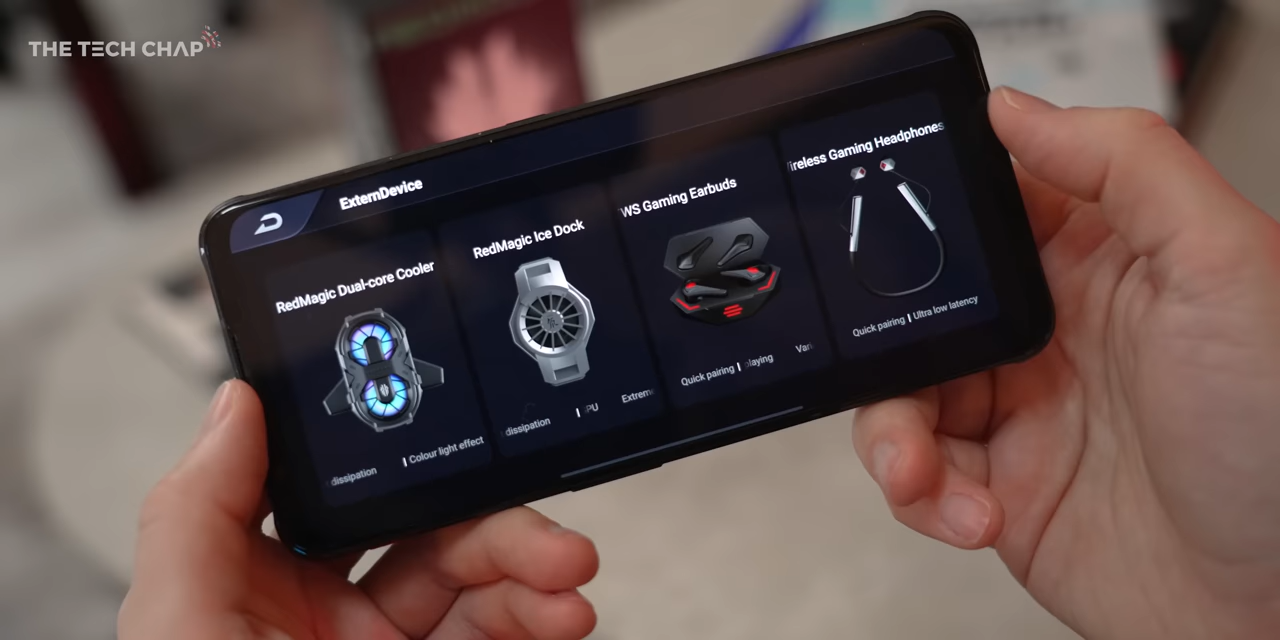 THE TECH CHAP
ExternDevice
RedMagic Dual-core Cooler
dissipation | Colour light effect
RedMagic Ice Dock
dissipation | PU Extrem
WS Gaming Earbuds
Quick pairing | laying Vari
ireless Gaming Headphones
Quick pairing | Ultra low latency